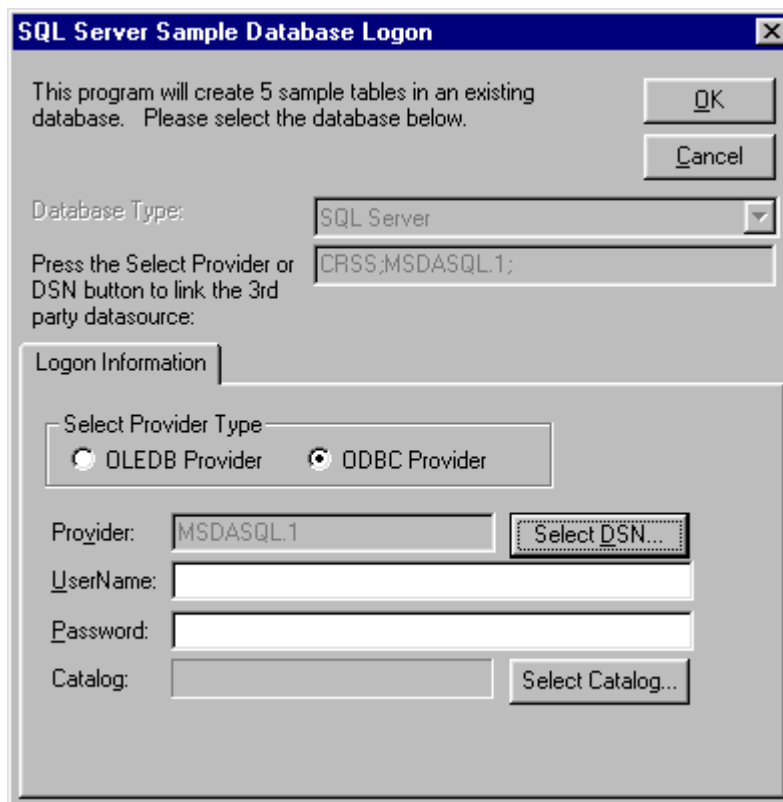 SQL Server Sample Database Logon
This program will create 5 sample tables in an existing
database.   Please select the database below.
OK
Cancel
Database Type:
SQL Server
Press the Select Provider or
DSN button to link the 3rd
party datasource:
CRSS;MSDASQL.1;
Logon Information
Select Provider Type
OLEDB Provider
ODBC Provider
Provider:
MSDASQL.1
Select DSN...
UserName:
Password:
Catalog:
Select Catalog...